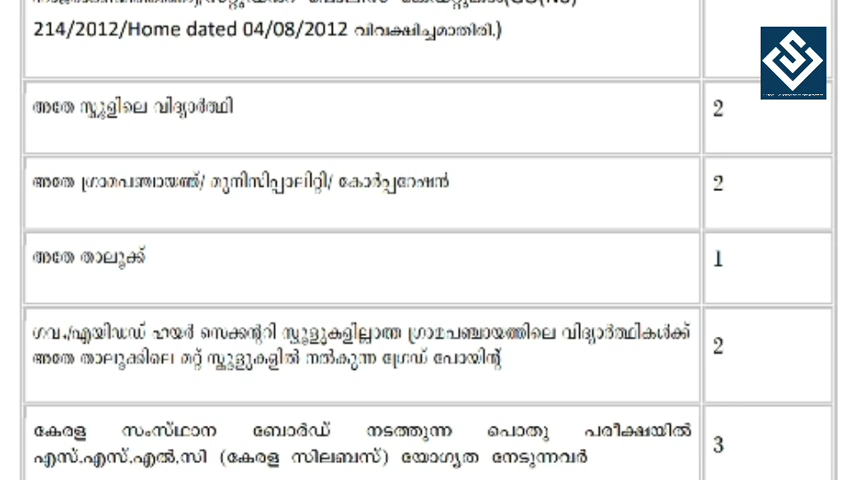 214/2012/Home dated 04/08/2012 വിവക്ഷിച്ചമാതിരി.)
അതേ സ്കൂളിലെ വിദ്യാർത്ഥി 2
അതേ ഗ്രാമപഞ്ചായത്ത്/ മുനിസിപ്പാലിറ്റി/ കോർപ്പറേഷൻ 2
അതേ താലൂക്ക് 1
ഗവ./എയിഡഡ് ഹയർ സെക്കന്ററി സ്കൂളുകളില്ലാത്ത ഗ്രാമപഞ്ചായത്തിലെ വിദ്യാർത്ഥികൾക്ക്
അതേ താലൂക്കിലെ മറ്റ് സ്കൂളുകളിൽ നൽകുന്ന ഗ്രേഡ് പോയിന്റ് 2
കേരള സംസ്ഥാന ബോർഡ് നടത്തുന്ന പൊതു പരീക്ഷയിൽ
എസ്.എസ്.എൽ.സി (കേരള സിലബസ്) യോഗ്യത നേടുന്നവർ 3